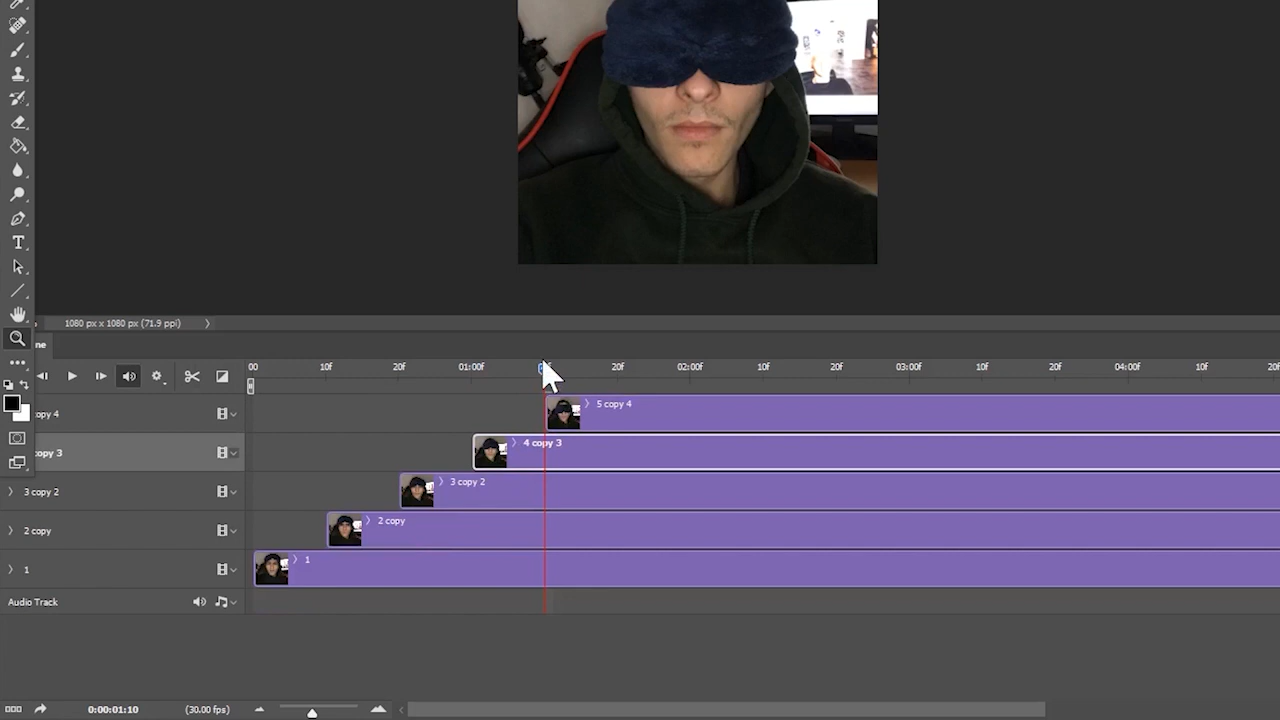 1080 px x 1080 px (71.9 ppi)
ne
00 10f 20f 01:00f 20f 02:00f 10f 20f 03:00f 10f 20f 04:00f 10f 20f
opy 4 5 copy 4
copy 3 4 copy 3
3 copy 2 3 copy 2
2 copy 2 copy
1 1
Audio Track
0:00:01:10 (30.00 fps)